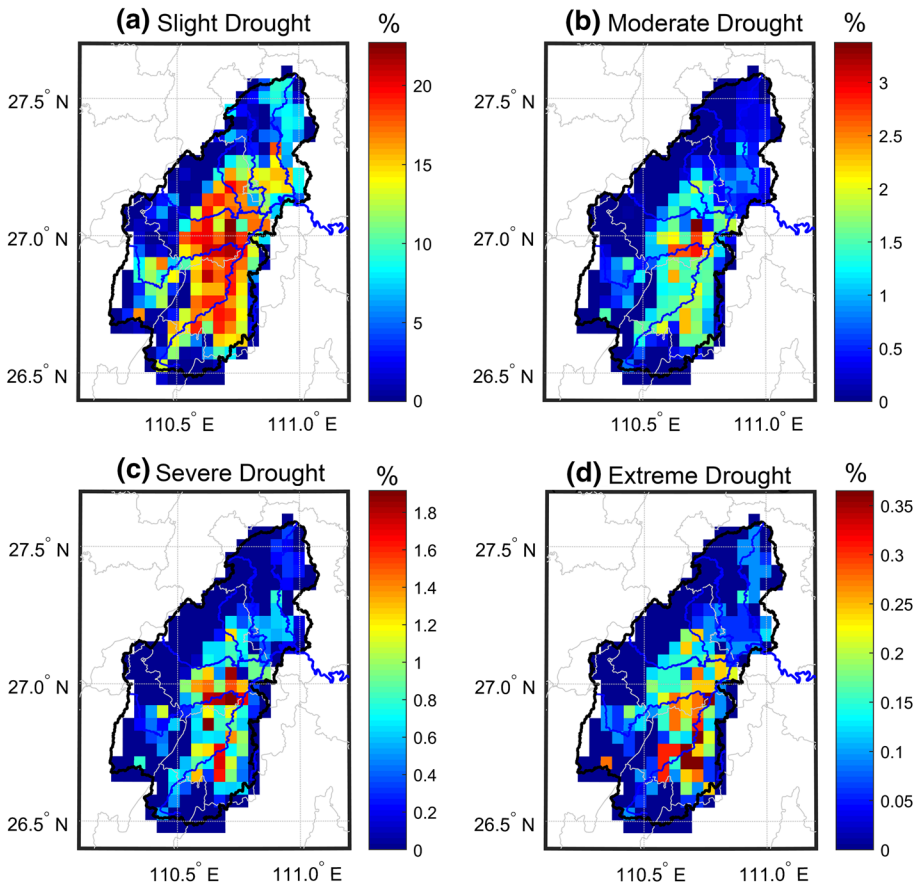 (a) Slight Drought %
(b) Moderate Drought %
27.5° N
27.0° N
26.5° N
110.5° E 111.0° E
20
15
10
5
0
27.5° N
27.0° N
26.5° N
110.5° E 111.0° E
3
2.5
2
1.5
1
0.5
0
(c) Severe Drought %
(d) Extreme Drought %
27.5° N
27.0° N
26.5° N
110.5° E 111.0° E
1.8
1.6
1.4
1.2
1
0.8
0.6
0.4
0.2
0
27.5° N
27.0° N
26.5° N
110.5° E 111.0° E
0.35
0.3
0.25
0.2
0.15
0.1
0.05
0